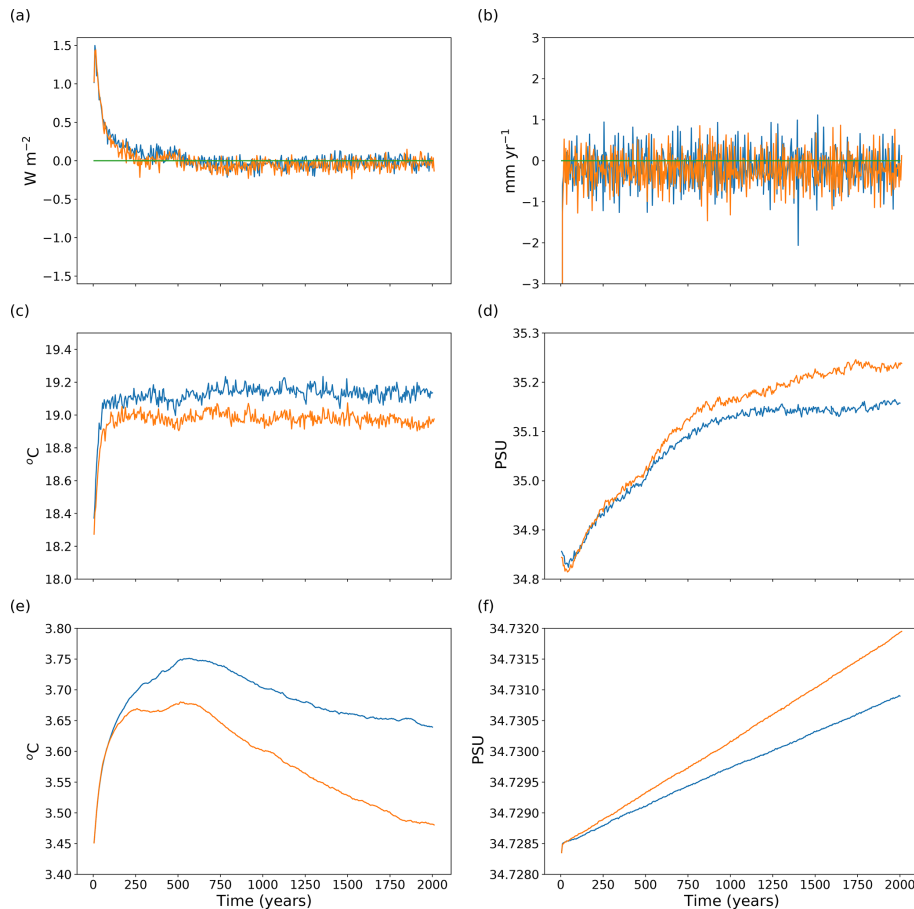 (a)
(b)
1.5
1.0
0.5
0.0
−0.5
−1.0
−1.5
W m−2
3
2
1
0
−1
−2
−3
mm yr−1
(c)
(d)
19.4
19.2
19.0
18.8
18.6
18.4
18.2
18.0
oC
35.3
35.2
35.1
35.0
34.9
34.8
PSU
(e)
(f)
3.80
3.75
3.70
3.65
3.60
3.55
3.50
3.45
3.40
oC
0 250 500 750 1000 1250 1500 1750 2000
Time (years)
34.7320
34.7315
34.7310
34.7305
34.7300
34.7295
34.7290
34.7285
34.7280
PSU
0 250 500 750 1000 1250 1500 1750 2000
Time (years)